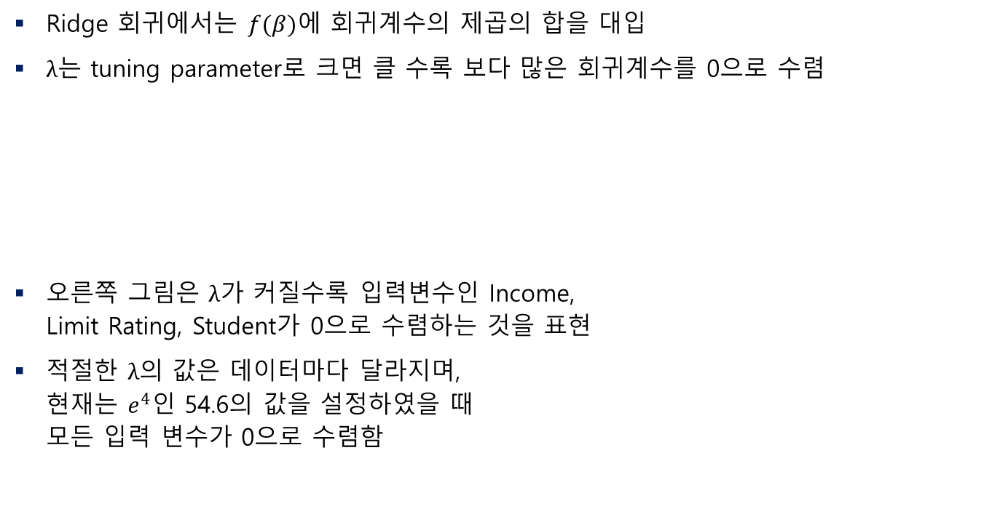 ▪ Ridge 회귀에서는 𝑓(𝛽)에 회귀계수의 제곱의 합을 대입
▪ λ는 tuning parameter로 크면 클 수록 보다 많은 회귀계수를 0으로 수렴
▪ 오른쪽 그림은 λ가 커질수록 입력변수인 Income,
Limit Rating, Student가 0으로 수렴하는 것을 표현
▪ 적절한 λ의 값은 데이터마다 달라지며,
현재는 𝑒⁴인 54.6의 값을 설정하였을 때
모든 입력 변수가 0으로 수렴함